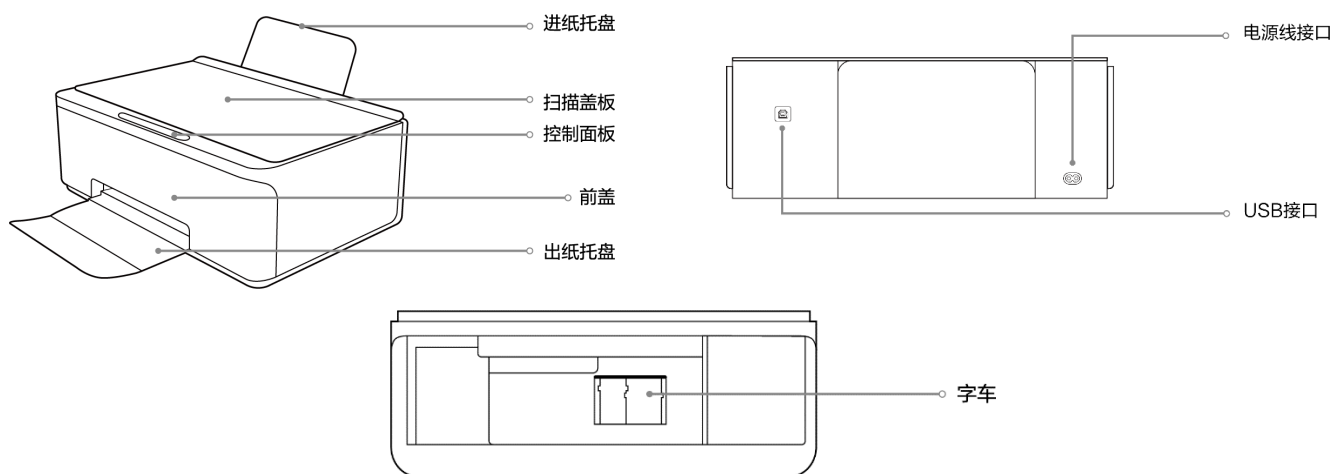 进纸托盘
扫描盖板
控制面板
前盖
出纸托盘
电源线接口
USB接口
字车